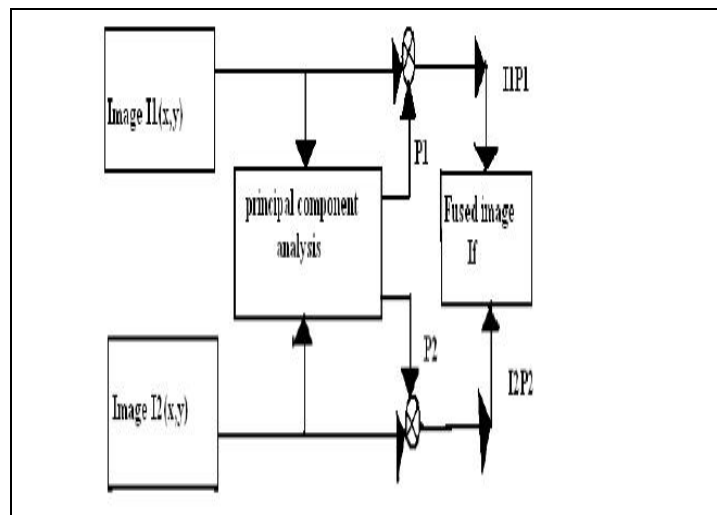 Image I1(x,y)
I1P1
P1
principal component
analysis
Fused image
If
P2
I2P2
Image I2(x,y)